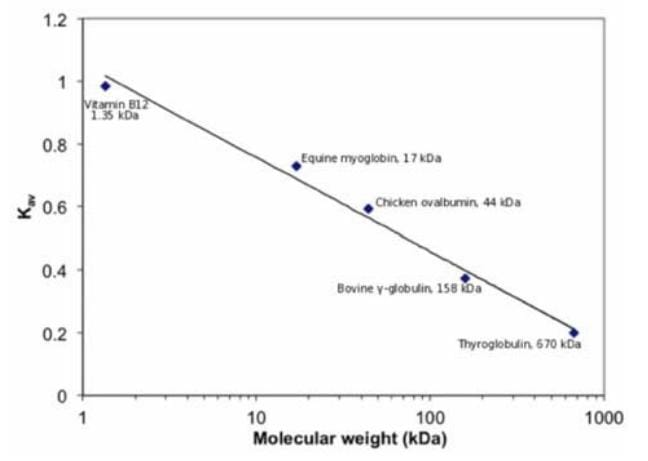 1.2
1
0.8
0.6
0.4
0.2
0
Kav
Vitamin B12
1.35 kDa
Equine myoglobin, 17 kDa
Chicken ovalbumin, 44 kDa
Bovine γ-globulin, 158 kDa
Thyroglobulin, 670 kDa
1 10 100 1000
Molecular weight (kDa)